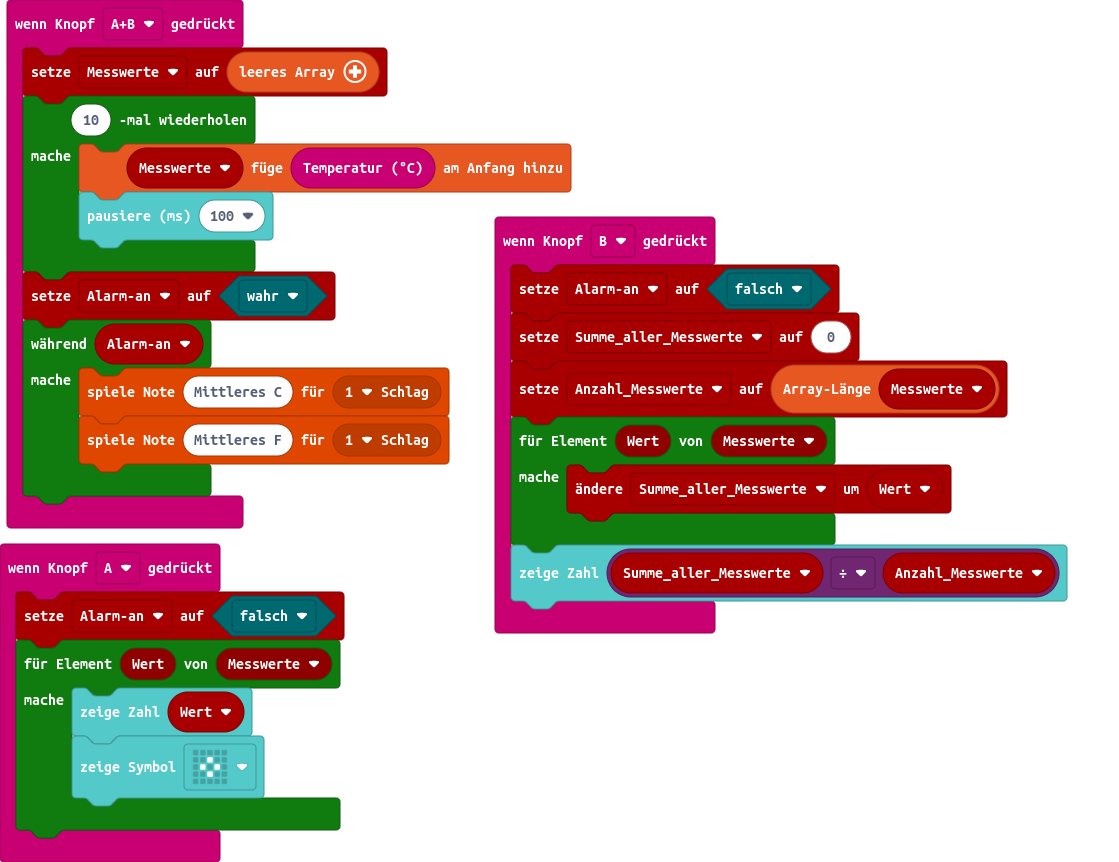 wenn Knopf A+B gedrückt
setze Messwerte auf leeres Array
10 -mal wiederholen
mache
Messwerte füge Temperatur (°C) am Anfang hinzu
pausiere (ms) 100
setze Alarm-an auf wahr
während Alarm-an
mache
spiele Note Mittleres C für 1 Schlag
spiele Note Mittleres F für 1 Schlag
wenn Knopf A gedrückt
setze Alarm-an auf falsch
für Element Wert von Messwerte
mache
zeige Zahl Wert
zeige Symbol
wenn Knopf B gedrückt
setze Alarm-an auf falsch
setze Summe_aller_Messwerte auf 0
setze Anzahl_Messwerte auf Array-Länge Messwerte
für Element Wert von Messwerte
mache
ändere Summe_aller_Messwerte um Wert
zeige Zahl Summe_aller_Messwerte ÷ Anzahl_Messwerte